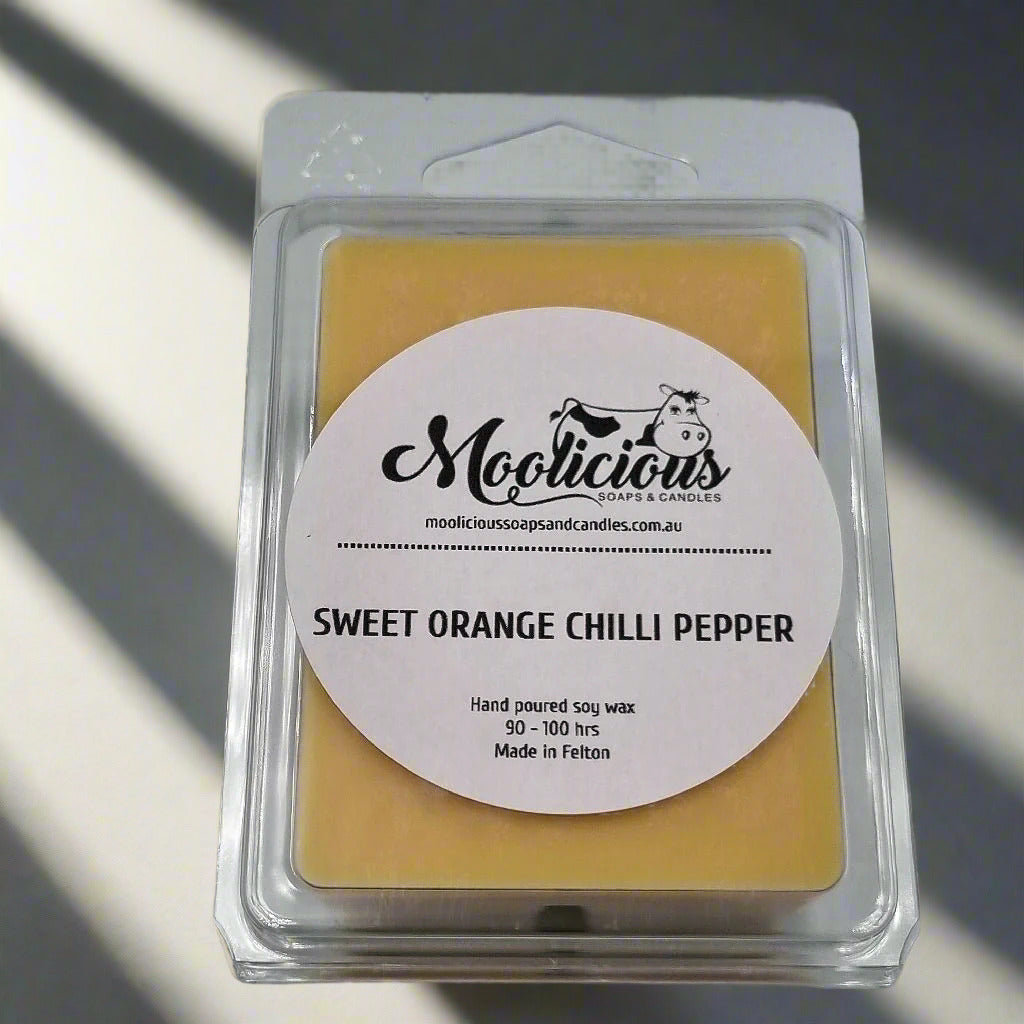 Moolicious
SOAPS & CANDLES
mooliciousssoapsandcandles.com.au
SWEET ORANGE CHILLI PEPPER
Hand poured soy wax
90 - 100 hrs
Made in Felton